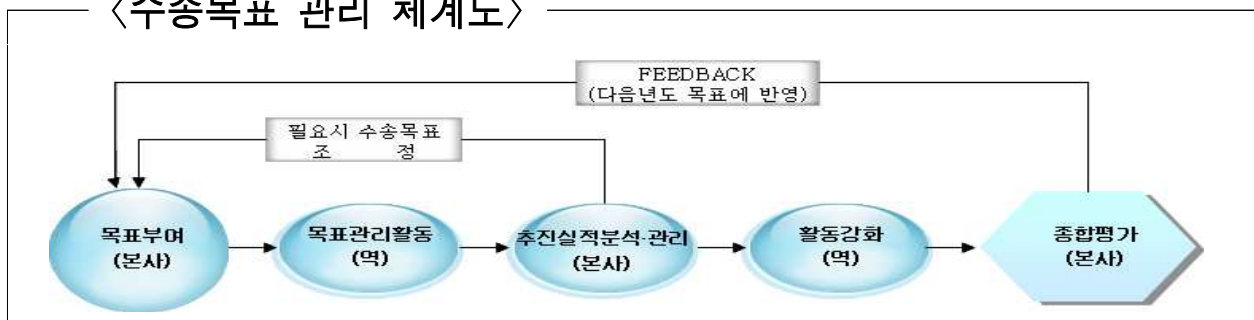 〈수송목표 관리 체계도〉
FEEDBACK
(다음년도 목표에 반영)
필요시 수송목표
조 정
목표부여
(본사)
목표관리활동
(역)
추진실적분석·관리
(본사)
활동강화
(역)
종합평가
(본사)